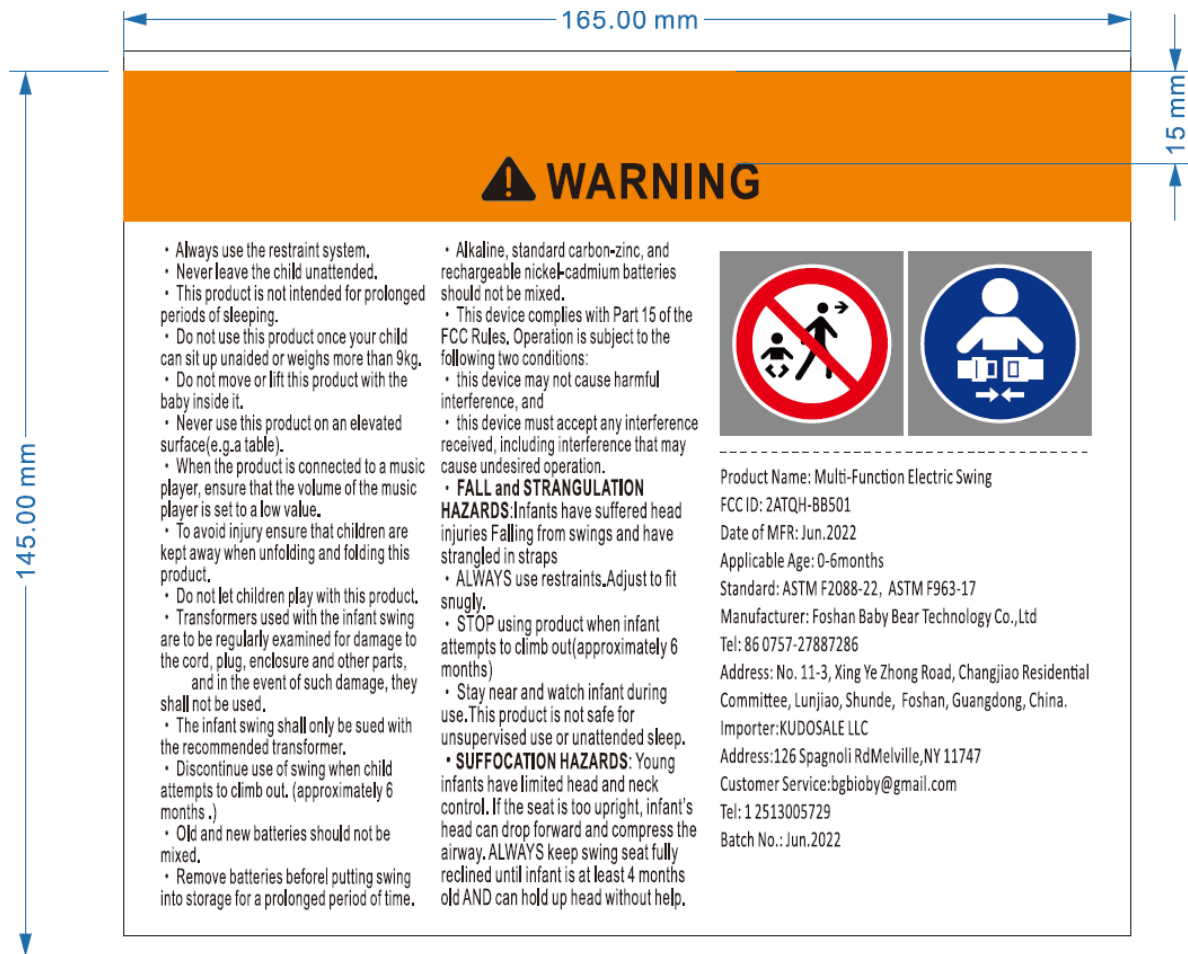 165.00 mm
15 mm
145.00 mm
WARNING
· Always use the restraint system.
· Never leave the child unattended.
· This product is not intended for prolonged
periods of sleeping.
· Do not use this product once your child
can sit up unaided or weighs more than 9kg.
· Do not move or lift this product with the
baby inside it.
· Never use this product on an elevated
surface(e.g.a table).
· When the product is connected to a music
player, ensure that the volume of the music
player is set to a low value.
· To avoid injury ensure that children are
kept away when unfolding and folding this
product.
· Do not let children play with this product.
· Transformers used with the infant swing
are to be regularly examined for damage to
the cord, plug, enclosure and other parts,
and in the event of such damage, they
shall not be used.
· The infant swing shall only be sued with
the recommended transformer.
· Discontinue use of swing when child
attempts to climb out. (approximately 6
months .)
· Old and new batteries should not be
mixed.
· Remove batteries beforel putting swing
into storage for a prolonged period of time.
· Alkaline, standard carbon-zinc, and
rechargeable nickel-cadmium batteries
should not be mixed.
· This device complies with Part 15 of the
FCC Rules. Operation is subject to the
following two conditions:
· this device may not cause harmful
interference, and
· this device must accept any interference
received, including interference that may
cause undesired operation.
· FALL and STRANGULATION
HAZARDS:Infants have suffered head
injuries Falling from swings and have
strangled in straps
· ALWAYS use restraints.Adjust to fit
snugly.
· STOP using product when infant
attempts to climb out(approximately 6
months)
· Stay near and watch infant during
use.This product is not safe for
unsupervised use or unattended sleep.
· SUFFOCATION HAZARDS: Young
infants have limited head and neck
control. If the seat is too upright, infant's
head can drop forward and compress the
airway. ALWAYS keep swing seat fully
reclined until infant is at least 4 months
old AND can hold up head without help.
Product Name: Multi-Function Electric Swing
FCC ID: 2ATQH-BB501
Date of MFR: Jun.2022
Applicable Age: 0-6months
Standard: ASTM F2088-22, ASTM F963-17
Manufacturer: Foshan Baby Bear Technology Co.,Ltd
Tel: 86 0757-27887286
Address: No. 11-3, Xing Ye Zhong Road, Changjiao Residential
Committee, Lunjiao, Shunde, Foshan, Guangdong, China.
Importer:KUDOSALE LLC
Address:126 Spagnoli RdMelville,NY 11747
Customer Service:bgbioby@gmail.com
Tel: 1 2513005729
Batch No.: Jun.2022